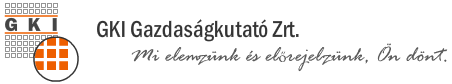 GKI
GKI Gazdaságkutató Zrt.
Mi elemzünk és előrejelzünk, Ön dönt.